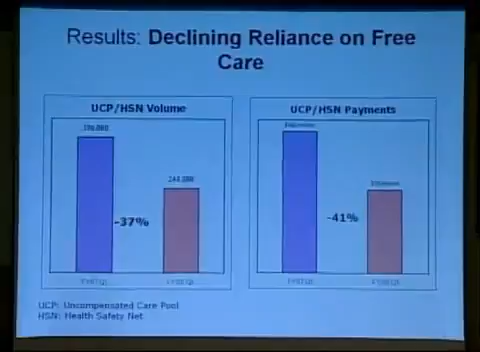 Results: Declining Reliance on Free
Care
UCP/HSN Volume
UCP/HSN Payments
-37%
-41%
UCP: Uncompensated Care Pool
HSN: Health Safety Net